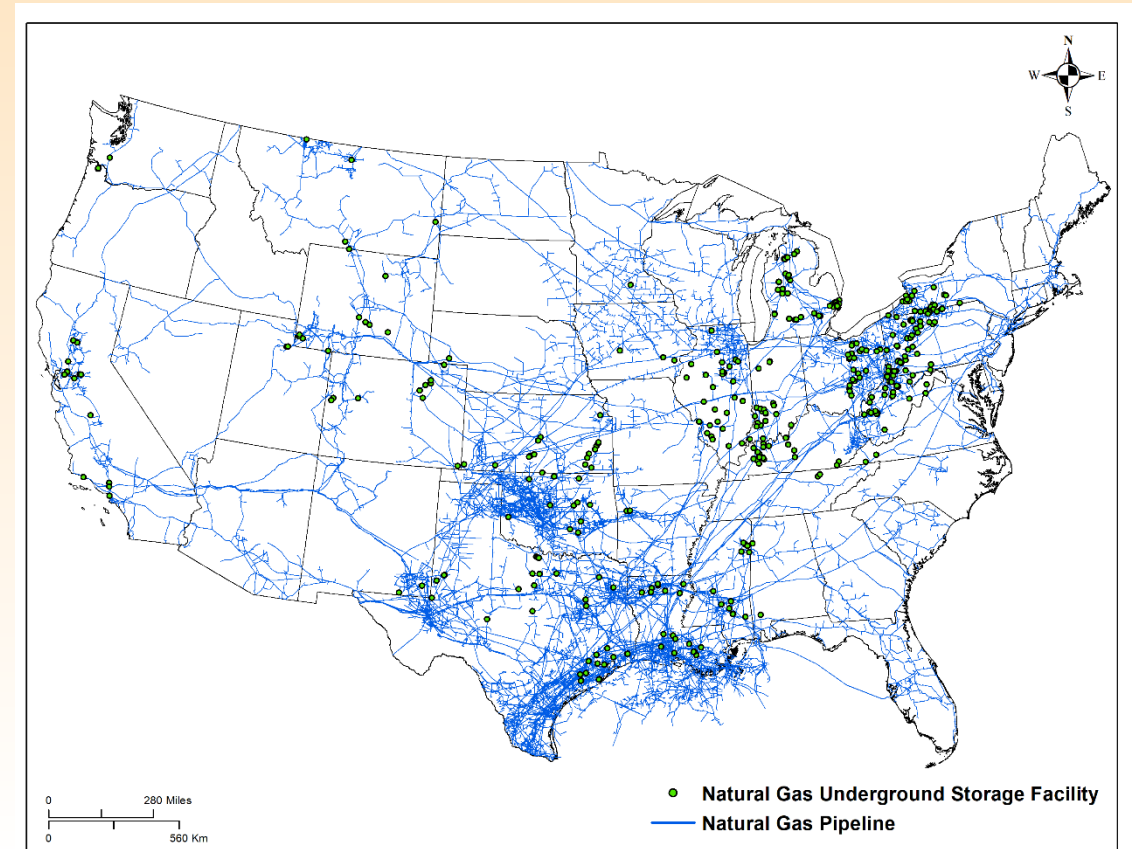 N
W E
S
0 280 Miles
0 560 Km
Natural Gas Underground Storage Facility
Natural Gas Pipeline